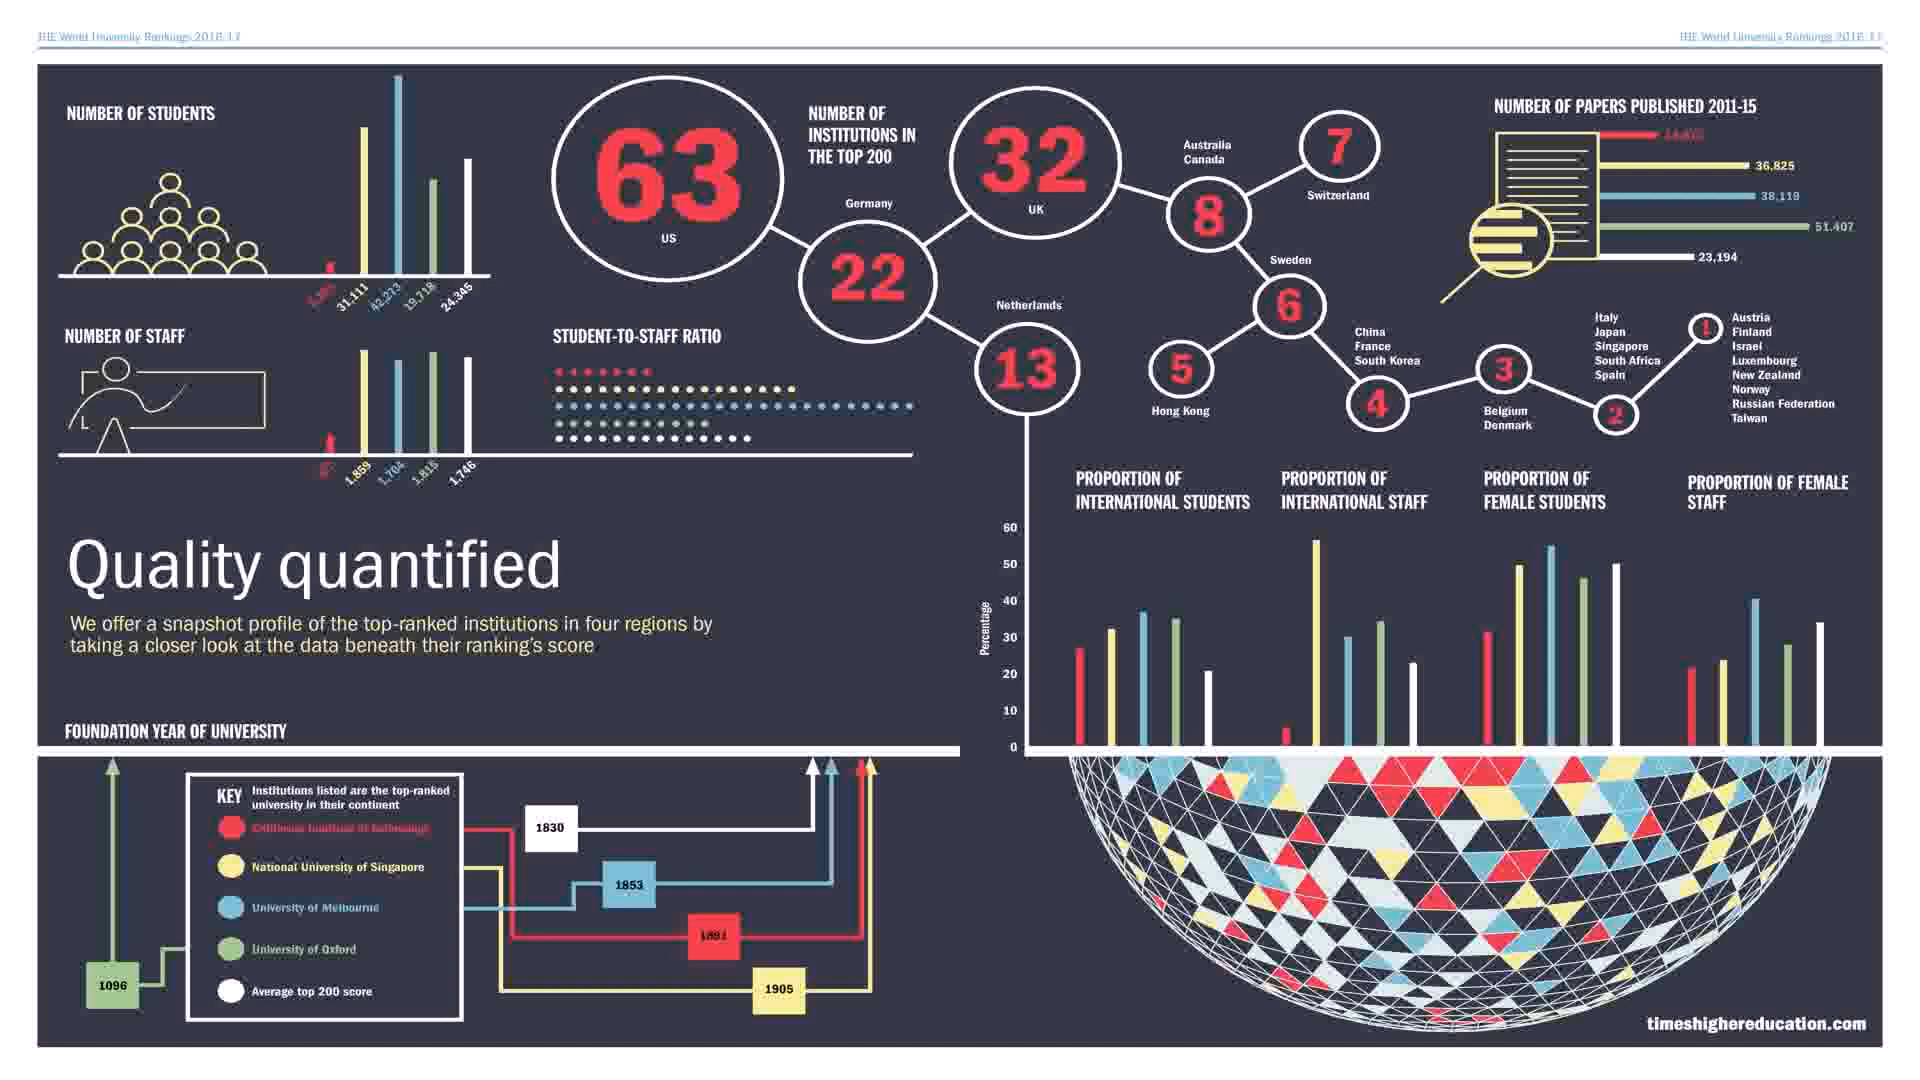 THE World University Rankings 2016-17
THE World University Rankings 2016-17
NUMBER OF STUDENTS
31,111
42,273
19,718
24,345
NUMBER OF STAFF
1,859
1,704
1,815
1,746
63
US
NUMBER OF
INSTITUTIONS IN
THE TOP 200
32
UK
Germany
22
Netherlands
13
Australia
Canada
8
7
Switzerland
Sweden
6
5
Hong Kong
China
France
South Korea
4
3
Belgium
Denmark
Italy
Japan
Singapore
South Africa
Spain
2
1
Austria
Finland
Israel
Luxembourg
New Zealand
Norway
Russian Federation
Taiwan
NUMBER OF PAPERS PUBLISHED 2011-15
36,825
38,119
51,407
23,194
STUDENT-TO-STAFF RATIO
Quality quantified
We offer a snapshot profile of the top-ranked institutions in four regions by
taking a closer look at the data beneath their ranking's score
PROPORTION OF
INTERNATIONAL STUDENTS
PROPORTION OF
INTERNATIONAL STAFF
PROPORTION OF
FEMALE STUDENTS
PROPORTION OF FEMALE
STAFF
Percentage
60
50
40
30
20
10
0
FOUNDATION YEAR OF UNIVERSITY
KEY
Institutions listed are the top-ranked
university in their continent
California Institute of Technology
National University of Singapore
University of Melbourne
University of Oxford
Average top 200 score
1096
1830
1853
1891
1905
timeshighereducation.com